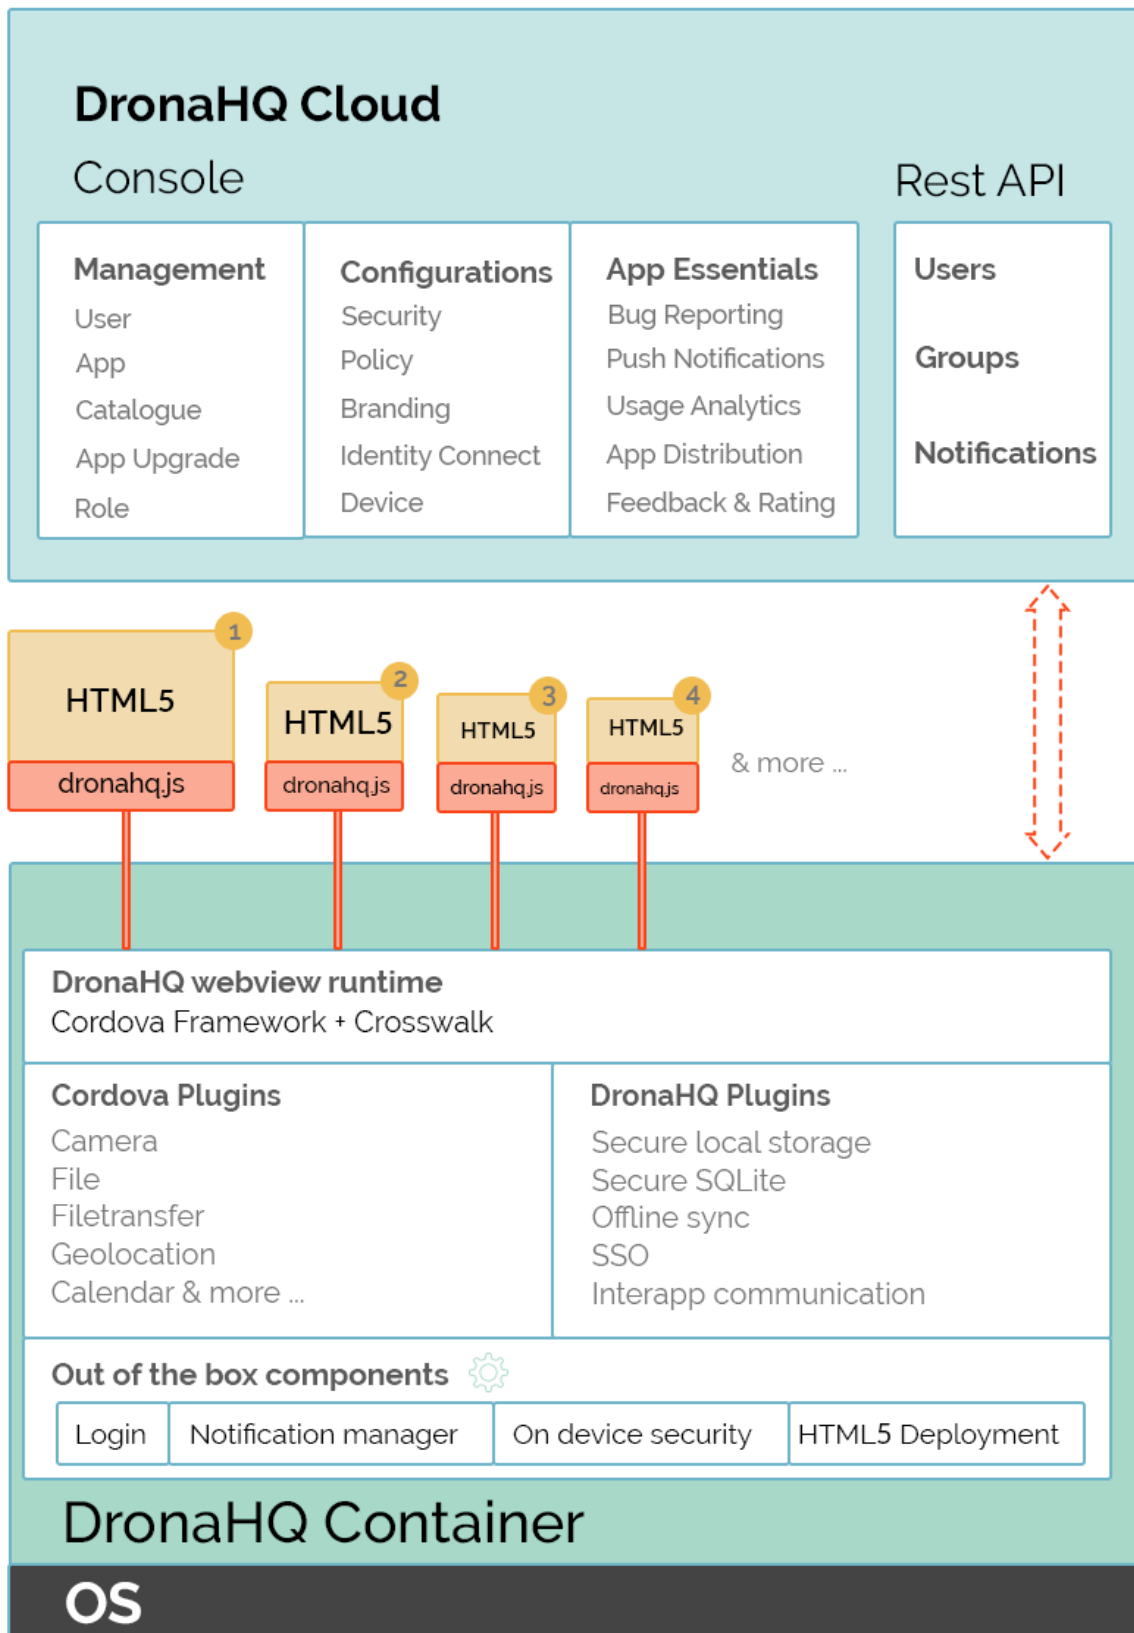 DronaHQ Cloud
Console
Rest API
Management
User
App
Catalogue
App Upgrade
Role
Configurations
Security
Policy
Branding
Identity Connect
Device
App Essentials
Bug Reporting
Push Notifications
Usage Analytics
App Distribution
Feedback & Rating
Users
Groups
Notifications
1
HTML5
dronahq.js
2
HTML5
dronahq.js
3
HTML5
dronahq.js
4
HTML5
dronahq.js
& more ...
DronaHQ webview runtime
Cordova Framework + Crosswalk
Cordova Plugins
Camera
File
Filetransfer
Geolocation
Calendar & more ...
DronaHQ Plugins
Secure local storage
Secure SQLite
Offline sync
SSO
Interapp communication
Out of the box components
Login
Notification manager
On device security
HTML5 Deployment
DronaHQ Container
OS